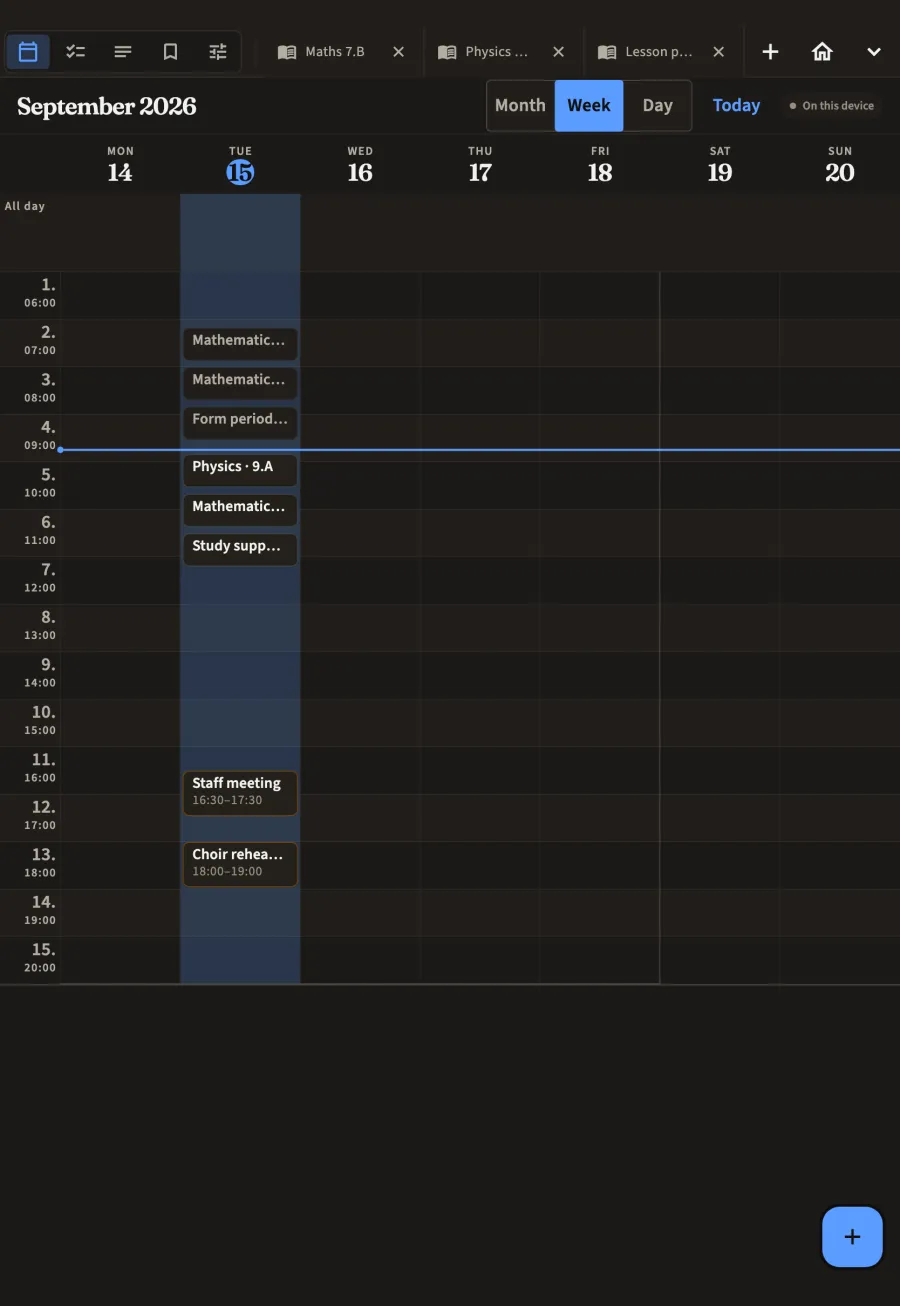 Maths 7.B
Physics ...
Lesson p...
September 2026
Month
Week
Day
Today
On this device
MON
14
TUE
15
WED
16
THU
17
FRI
18
SAT
19
SUN
20
All day
1.
06:00
2.
07:00
Mathematic...
3.
08:00
Mathematic...
4.
09:00
Form period...
5.
10:00
Physics · 9.A
6.
11:00
Mathematic...
Study supp...
7.
12:00
8.
13:00
9.
14:00
10.
15:00
11.
16:00
Staff meeting
16:30–17:30
12.
17:00
13.
18:00
Choir rehea...
18:00–19:00
14.
19:00
15.
20:00